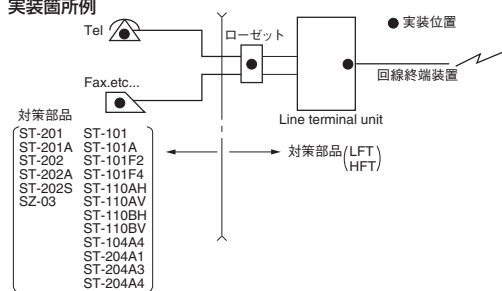 実装箇所例
Tel
ローゼット
●実装位置
Fax.etc...
回線終端装置
Line terminal unit
対策部品
ST-201 ST-101
ST-201A ST-101A
ST-202 ST-101F2
ST-202A ST-101F4
ST-202S ST-110AH
SZ-03 ST-110AV
ST-110BH
ST-110BV
ST-104A4
ST-204A1
ST-204A3
ST-204A4
対策部品(LFT
HFT)